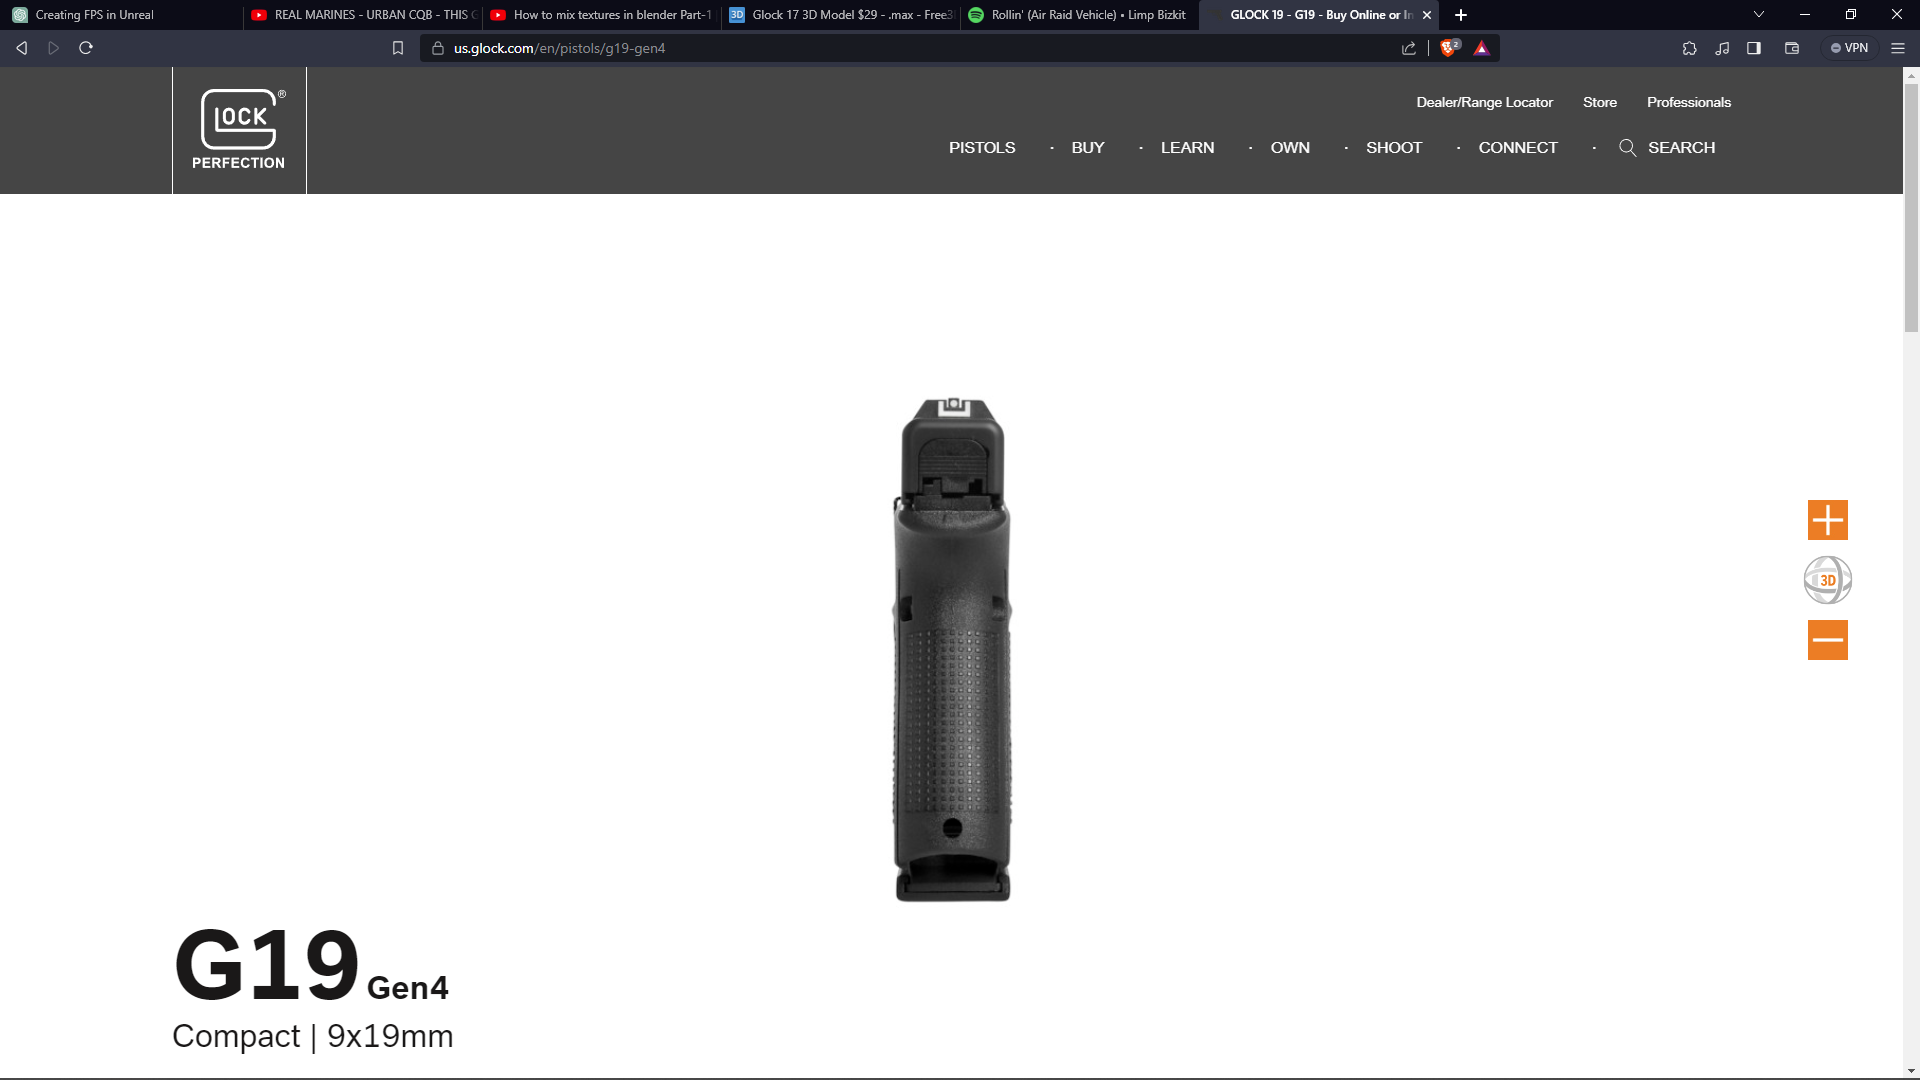 Creating FPS in Unreal
REAL MARINES - URBAN CQB - THIS G
How to mix textures in blender Part-1
3D
Glock 17 3D Model $29 - .max - Free3
Rollin' (Air Raid Vehicle) • Limp Bizkit
GLOCK 19 - G19 - Buy Online or In
us.glock.com/en/pistols/g19-gen4
2
VPN
GLOCK®
PERFECTION
Dealer/Range Locator
Store
Professionals
PISTOLS
BUY
LEARN
OWN
SHOOT
CONNECT
SEARCH
3D
G19 Gen4
Compact | 9x19mm